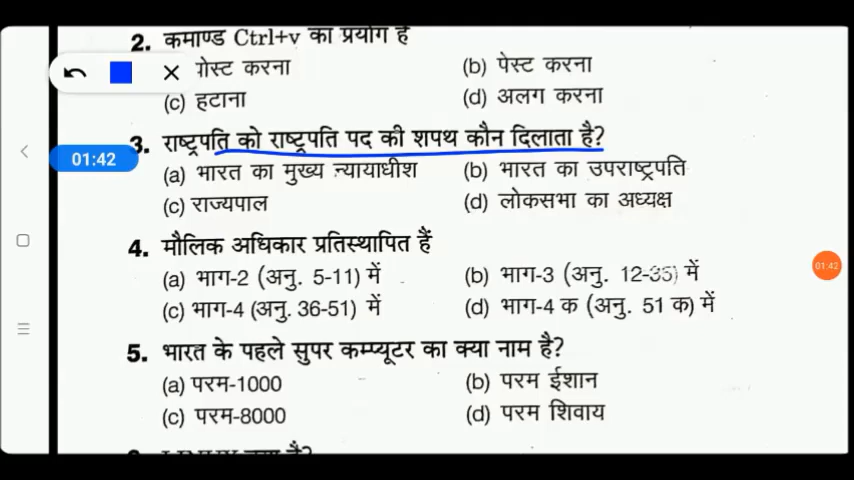 2. कमाण्ड Ctrl+v का प्रयोग है
पेस्ट करना (b) पेस्ट करना
(c) हटाना (d) अलग करना
3. राष्ट्रपति को राष्ट्रपति पद की शपथ कौन दिलाता है?
01:42
(a) भारत का मुख्य न्यायाधीश (b) भारत का उपराष्ट्रपति
(c) राज्यपाल (d) लोकसभा का अध्यक्ष
4. मौलिक अधिकार प्रतिस्थापित हैं
01:42
(a) भाग-2 (अनु. 5-11) में (b) भाग-3 (अनु. 12-35) में
(c) भाग-4 (अनु. 36-51) में (d) भाग-4 क (अनु. 51 क) में
5. भारत के पहले सुपर कम्प्यूटर का क्या नाम है?
(a) परम-1000 (b) परम ईशान
(c) परम-8000 (d) परम शिवाय